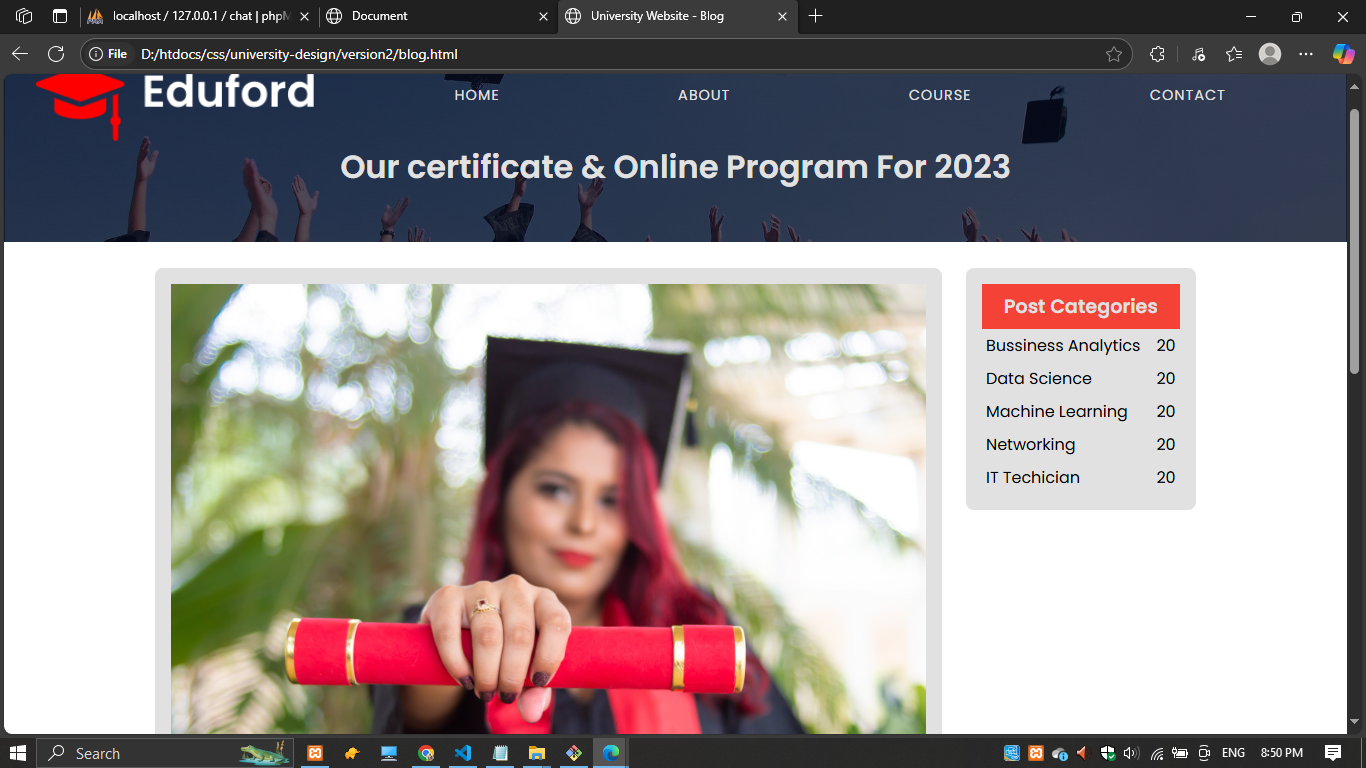 localhost / 127.0.0.1 / chat | phpM
Document
University Website - Blog
File
D:/htdocs/css/university-design/version2/blog.html
Eduford
HOME
ABOUT
COURSE
CONTACT
Our certificate & Online Program For 2023
Post Categories
Bussiness Analytics 20
Data Science 20
Machine Learning 20
Networking 20
IT Techician 20
Search
ENG
8:50 PM